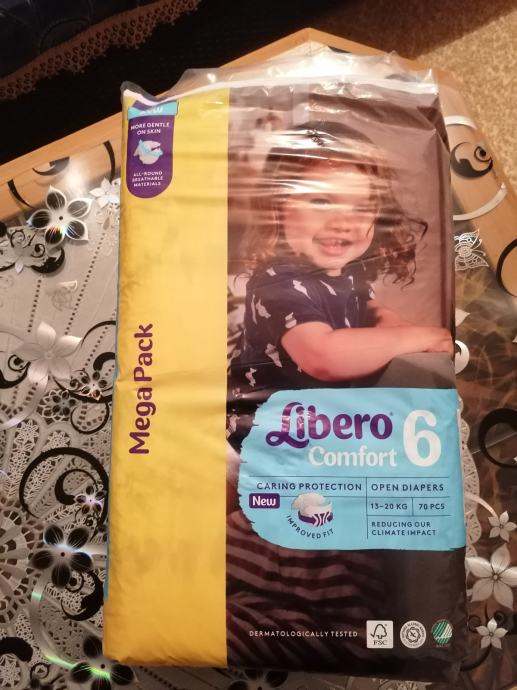 MORE GENTLE
ON SKIN
ALL-ROUND
BREATHABLE
MATERIALS
Mega Pack
Libero
Comfort
6
CARING PROTECTION
New
IMPROVED FIT
OPEN DIAPERS
13-20 KG
70 PCS
REDUCING OUR
CLIMATE IMPACT
DERMATOLOGICALLY TESTED
FSC